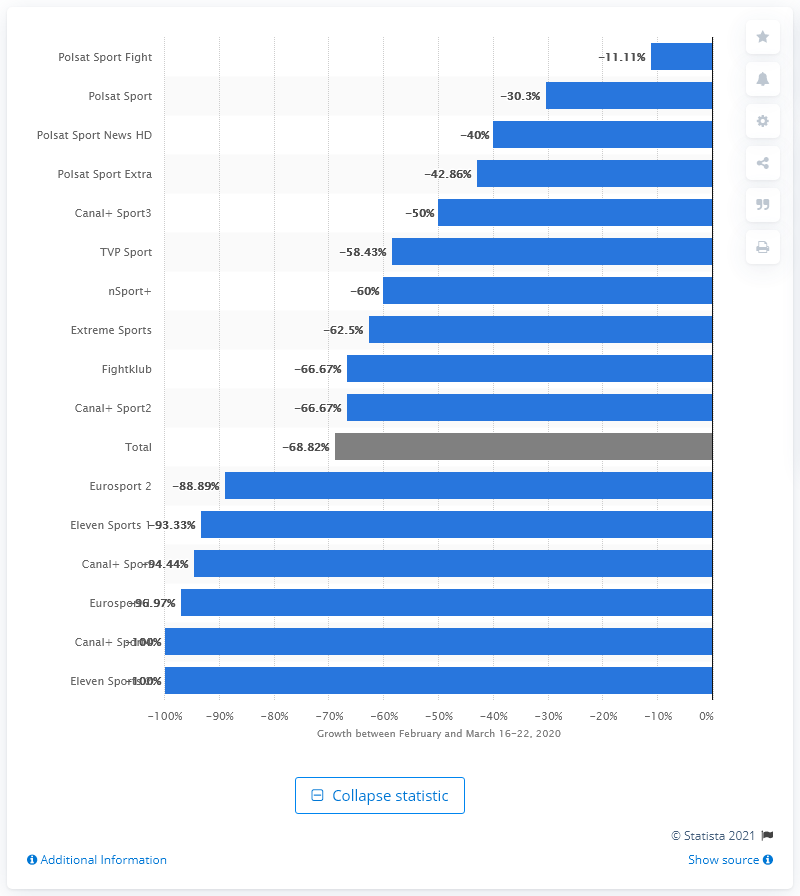 Polsat Sport Fight −11.11%
Polsat Sport −30.3%
Polsat Sport News HD −40%
Polsat Sport Extra −42.86%
Canal+ Sport3 −50%
TVP Sport −58.43%
nSport+ −60%
Extreme Sports −62.5%
Fightklub −66.67%
Canal+ Sport2 −66.67%
Total −68.82%
Eurosport 2 −88.89%
Eleven Sports 1 −93.33%
Canal+ −94.44%
−96.97%
Canal+ −100%
Eleven −100%
−100% −90% −80% −70% −60% −50% −40% −30% −20% −10% 0%
Growth between February and March 16-22, 2020
Collapse statistic
© Statista 2021
Additional Information Show source